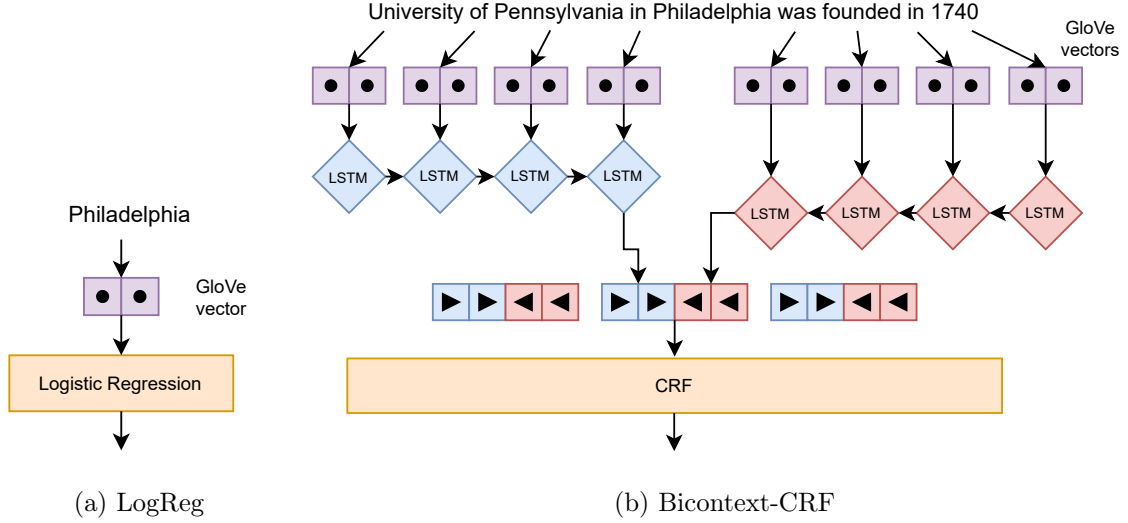 University of Pennsylvania in Philadelphia was founded in 1740
GloVe
vectors
LSTM LSTM LSTM LSTM
LSTM LSTM LSTM LSTM
Philadelphia
GloVe
vector
Logistic Regression
CRF
(a) LogReg
(b) Bicontext-CRF